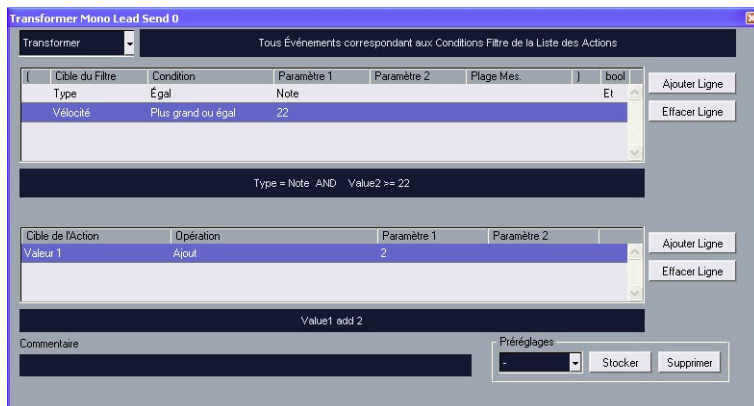 Transformer Mono Lead Send 0
Transformer Tous Événements correspondant aux Conditions Filtre de la Liste des Actions
( Cible du Filtre Condition Paramètre 1 Paramètre 2 Plage Mes. ) bool
Type Égal Note Et
Vélocité Plus grand ou égal 22
Ajouter Ligne
Effacer Ligne
Type = Note AND Value2 >= 22
Cible de l'Action Opération Paramètre 1 Paramètre 2
Valeur 1 Ajout 2
Ajouter Ligne
Effacer Ligne
Value1 add 2
Commentaire
Préréglages
- Stocker Supprimer